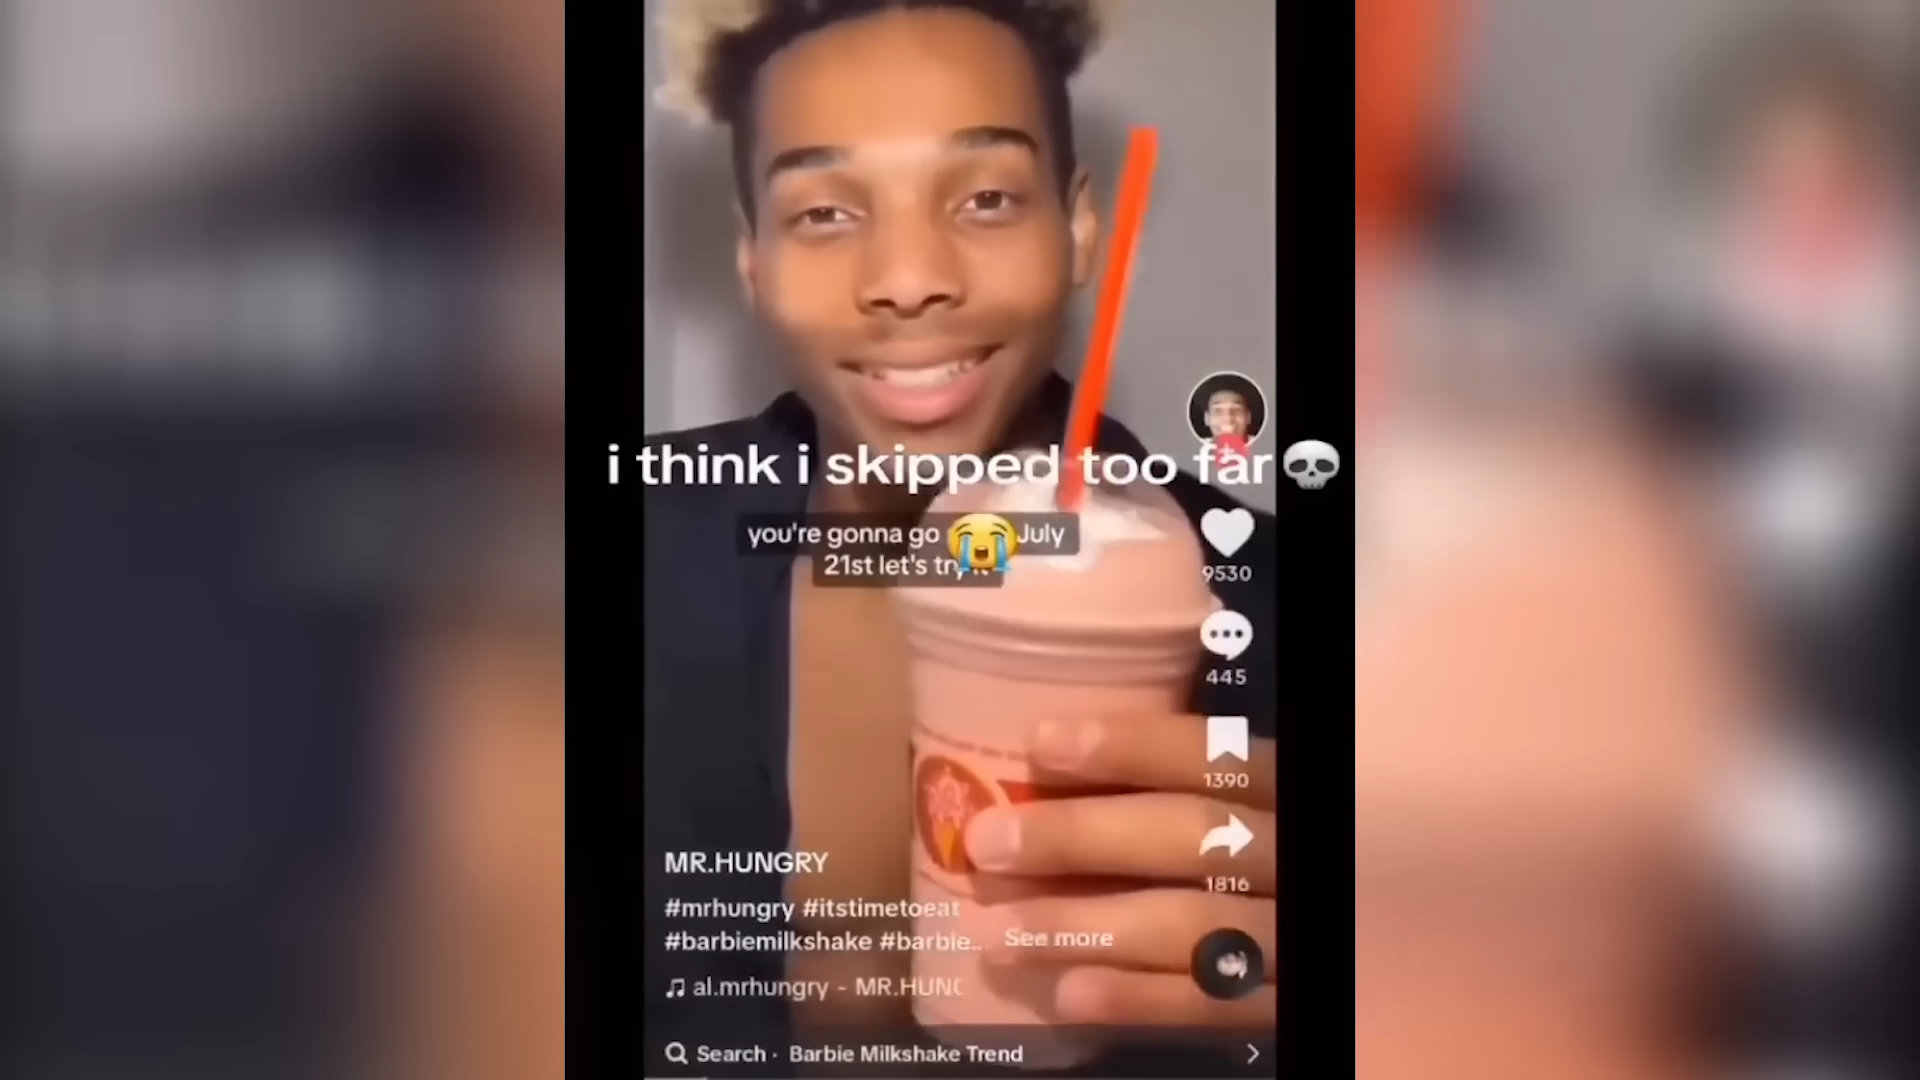 i think i skipped too far💀
you're gonna go 😭 July
21st let's try
9530
445
1390
1816
MR.HUNGRY
#mrhungry #itstimetoeat
#barbiemilkshake #barbie... See more
al.mrhungry - MR.HUN
Search · Barbie Milkshake Trend